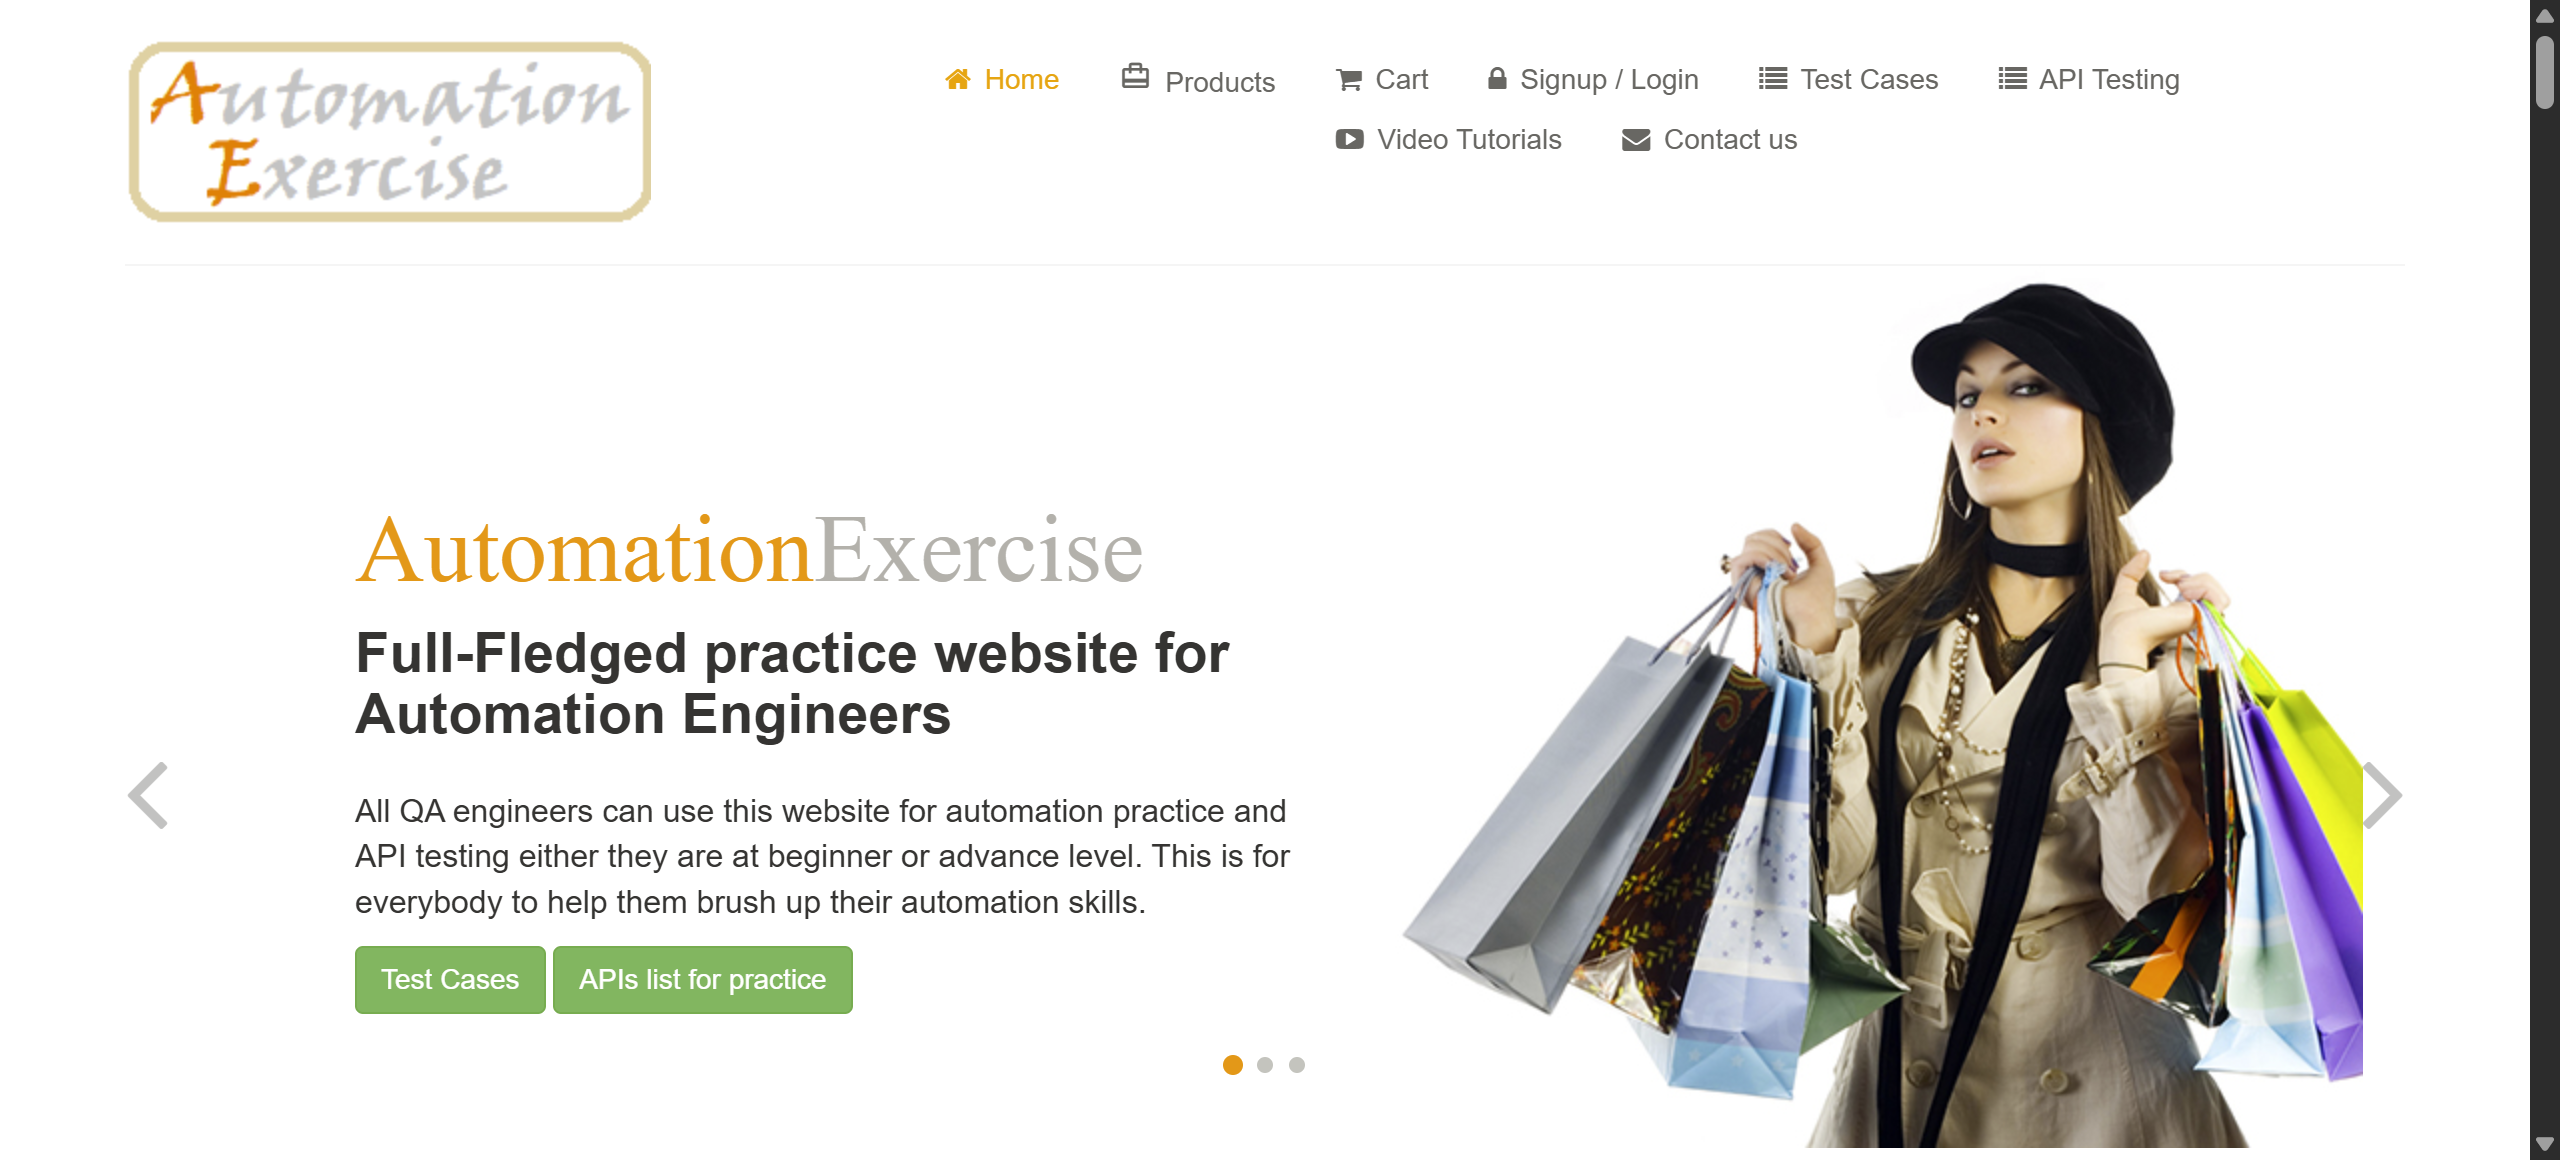 Automation
Exercise
Home Products Cart Signup / Login Test Cases API Testing
Video Tutorials Contact us
AutomationExercise
Full-Fledged practice website for
Automation Engineers
All QA engineers can use this website for automation practice and
API testing either they are at beginner or advance level. This is for
everybody to help them brush up their automation skills.
Test Cases APIs list for practice